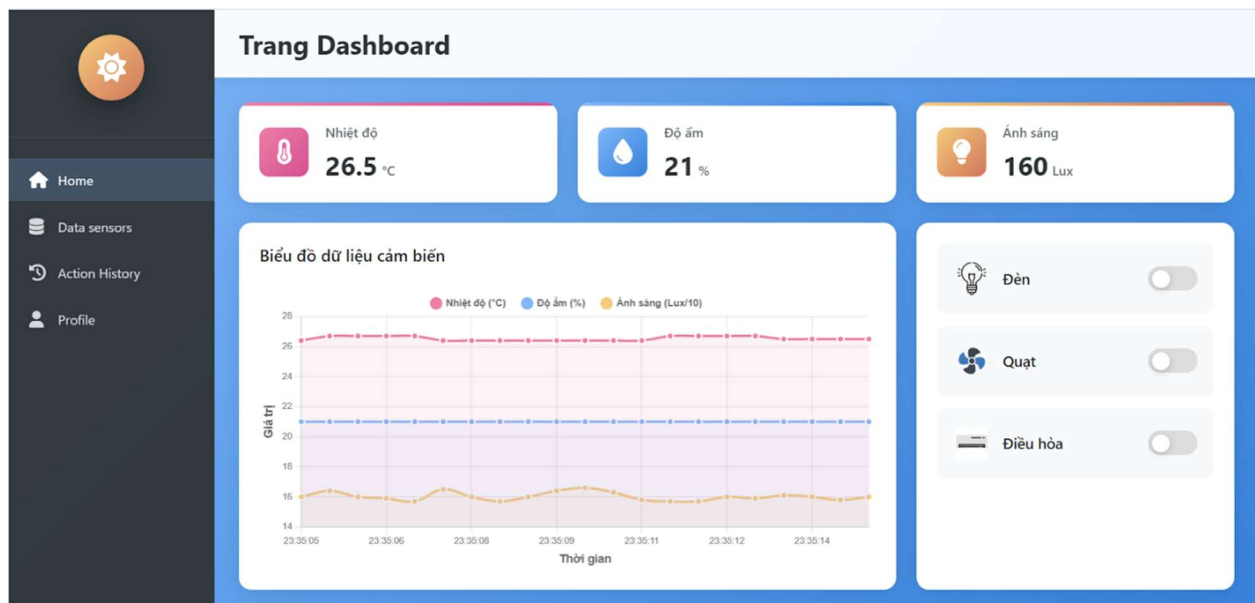 Trang Dashboard
Home
Data sensors
Action History
Profile
Nhiệt độ
26.5 °C
Độ ẩm
21 %
Ánh sáng
160 Lux
Biểu đồ dữ liệu cảm biến
Nhiệt độ (°C) Độ ẩm (%) Ánh sáng (Lux/10)
28
26
24
22
20
18
16
14
Giá trị
23:35:05 23:35:06 23:35:08 23:35:09 23:35:11 23:35:12 23:35:14
Thời gian
Đèn
Quạt
Điều hòa